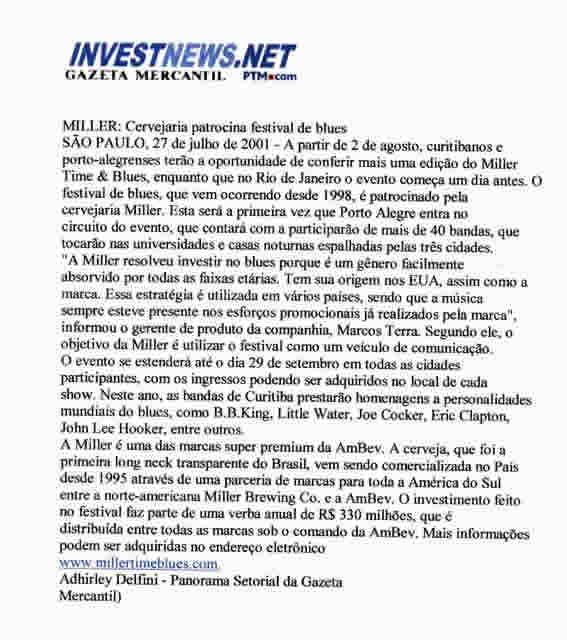 INVESTNEWS.NET
GAZETA MERCANTIL PTM.com
MILLER: Cervejaria patrocina festival de blues
SÃO PAULO, 27 de julho de 2001 - A partir de 2 de agosto, curitibanos e
porto-alegrenses terão a oportunidade de conferir mais uma edição do Miller
Time & Blues, enquanto que no Rio de Janeiro o evento começa um dia antes. O
festival de blues, que vem ocorrendo desde 1998, é patrocinado pela
cervejaria Miller. Esta será a primeira vez que Porto Alegre entra no
circuito do evento, que contará com a participarão de mais de 40 bandas, que
tocarão nas universidades e casas noturnas espalhadas pelas três cidades.
"A Miller resolveu investir no blues porque é um gênero facilmente
absorvido por todas as faixas etárias. Tem sua origem nos EUA, assim como a
marca. Essa estratégia é utilizada em vários países, sendo que a música
sempre esteve presente nos esforços promocionais já realizados pela marca",
informou o gerente de produto da companhia, Marcos Terra. Segundo ele, o
objetivo da Miller é utilizar o festival como um veículo de comunicação.
O evento se estenderá até o dia 29 de setembro em todas as cidades
participantes, com os ingressos podendo ser adquiridos no local de cada
show. Neste ano, as bandas de Curitiba prestarão homenagens a personalidades
mundiais do blues, como B.B.King, Little Water, Joe Cocker, Eric Clapton,
John Lee Hooker, entre outros.
A Miller é uma das marcas super premium da AmBev. A cerveja, que foi a
primeira long neck transparente do Brasil, vem sendo comercializada no País
desde 1995 através de uma parceria de marcas para toda a América do Sul
entre a norte-americana Miller Brewing Co. e a AmBev. O investimento feito
no festival faz parte de uma verba anual de R$ 330 milhões, que é
distribuída entre todas as marcas sob o comando da AmBev. Mais informações
podem ser adquiridas no endereço eletrônico
www.millertimeblues.com.
Adhirley Delfini - Panorama Setorial da Gazeta
Mercantil)